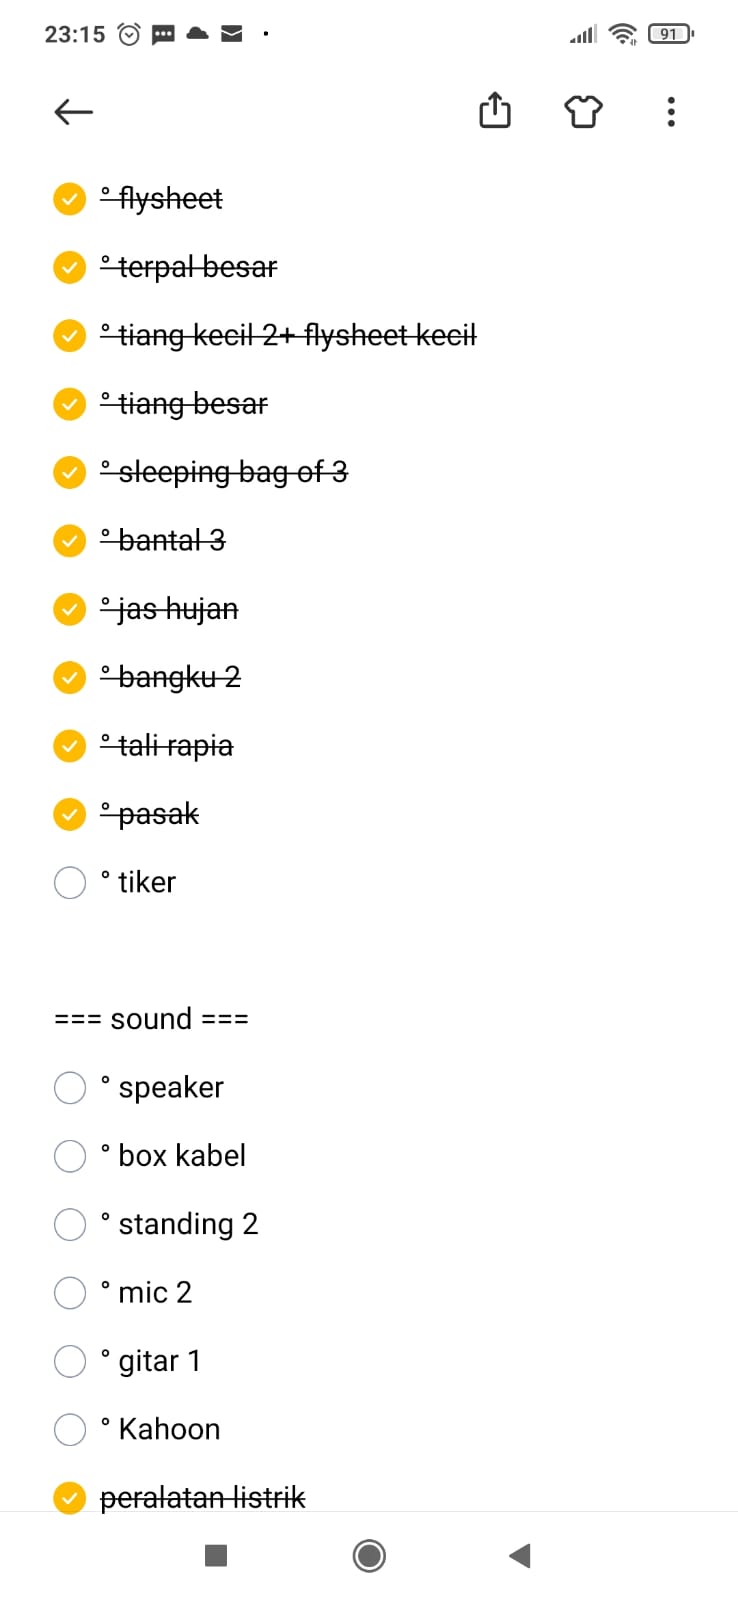 23:15
91
° flysheet
° terpal besar
° tiang kecil 2+ flysheet kecil
° tiang besar
° sleeping bag of 3
° bantal 3
° jas hujan
° bangku 2
° tali rapia
° pasak
° tiker
=== sound ===
° speaker
° box kabel
° standing 2
° mic 2
° gitar 1
° Kahoon
peralatan listrik